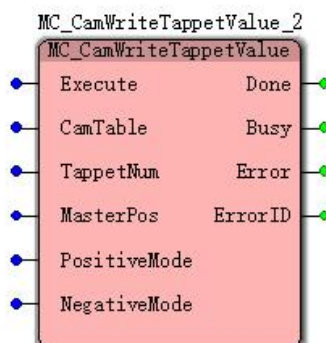 MC_CamWriteTappetValue_2
MC_CamWriteTappetValue
Execute Done
CamTable Busy
TappetNum Error
MasterPos ErrorID
PositiveMode
NegativeMode